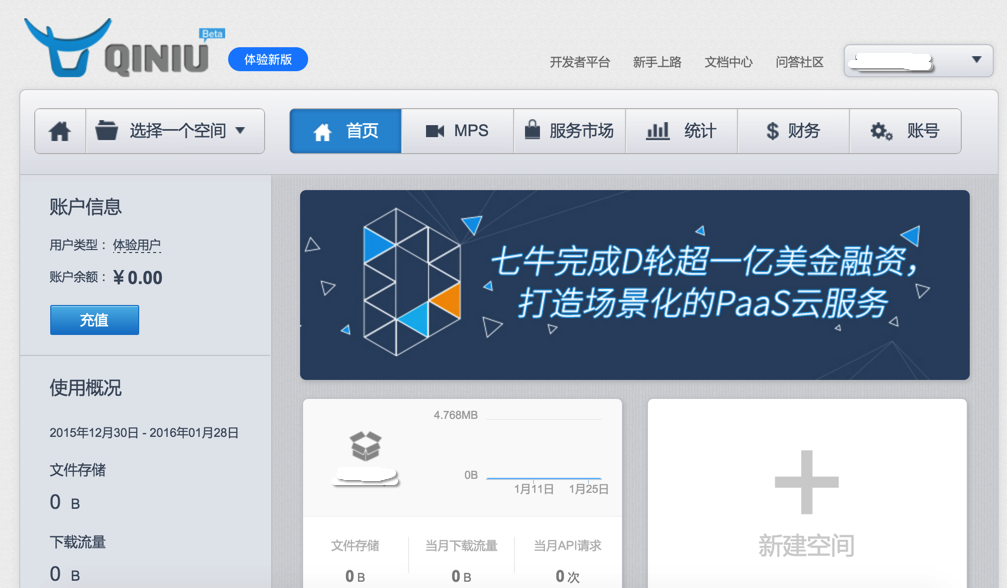 QINIU
Beta
体验新版
开发者平台 新手上路 文档中心 问答社区
选择一个空间
首页 MPS 服务市场 统计 $ 财务 账号
账户信息
用户类型： 体验用户
账户余额： ¥0.00
充值
使用概况
2015年12月30日 - 2016年01月28日
文件存储
0 B
下载流量
0 B
七牛完成D轮超一亿美金融资，
打造场景化的PaaS云服务
4.768MB
0B
1月11日 1月25日
文件存储 当月下载流量 当月API请求
0 B 0 B 0 次
新建空间